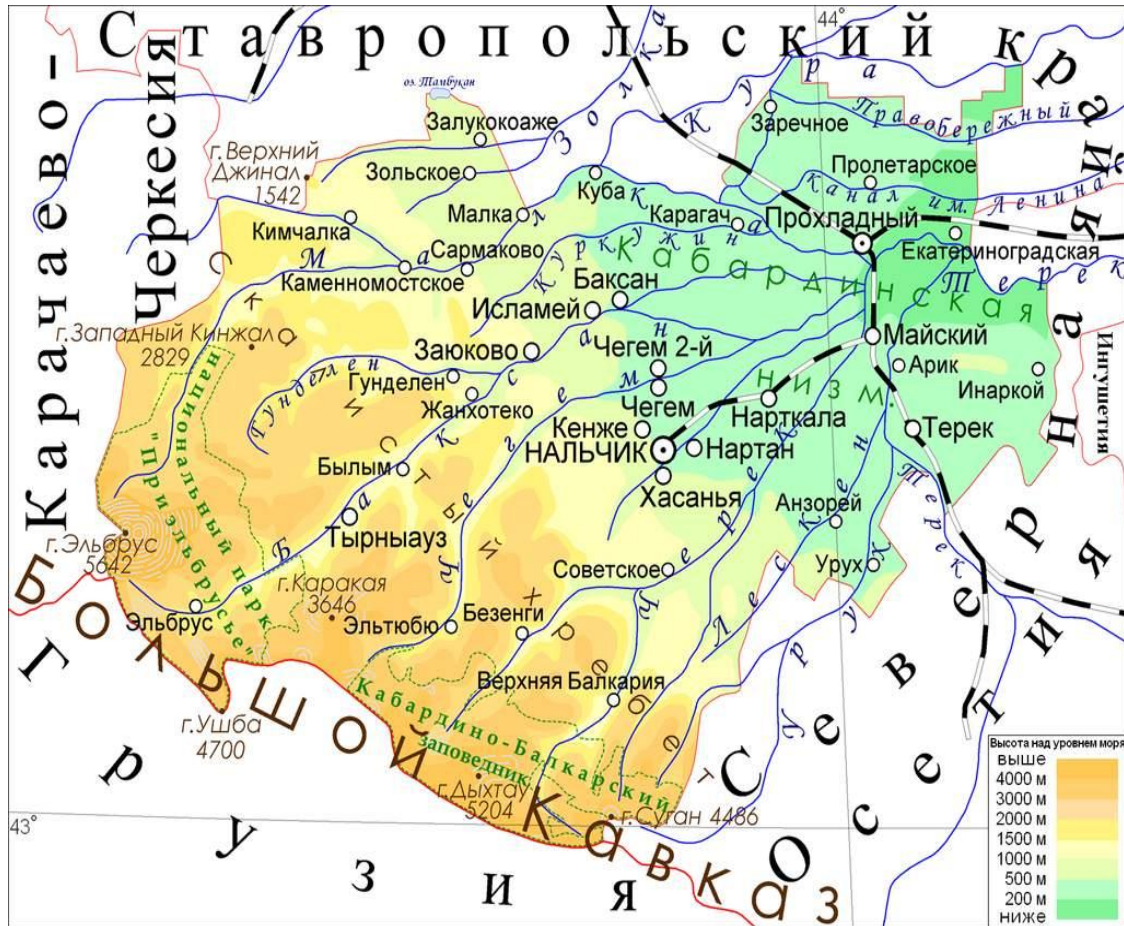 Ставропольский край
Карачаево-
Черкесия
44°
оз. Тамбукан
Залукокоаже
Золка
Кура
Заречное
Правобережный
г.Верхний
Джинал
1542
Зольское
Куба
Пролетарское
канал им. Ленина
Малка
Карагач
Прохладный
Кимчалка
Сармаково
Куркужин
Екатериноградская
Малка
Каменномостское
Кабардинская
Терек
Баксан
Исламей
г.Западный Кинжал
2829
Скалистый хребет
Заюково
Чегем 2-й
Майский
Гунделен
Гунделен
Арик
Инаркой
Ингушетия
Жанхотеко
Чегем
низм.
Нарткала
Кенже
НАЛЬЧИК
Нартан
Терек
национальный парк
"Приэльбрусье"
Былым
Баксан
Хасанья
Тырныауз
Чегем
Анзорей
Терек
г.Эльбрус
5642
Советское
Черек
Урух
г.Каракая
3646
Лескен
Урух
Эльбрус
Эльтюбю
Безенги
Верхняя Балкария
г.Ушба
4700
Кабардино-Балкарский
заповедник
г.Дыхтау
5204
г.Суган 4486
Большой Кавказ
Северная
Осетия
Грузия
43°
Высота над уровнем моря
выше
4000 м
3000 м
2000 м
1500 м
1000 м
500 м
200 м
ниже